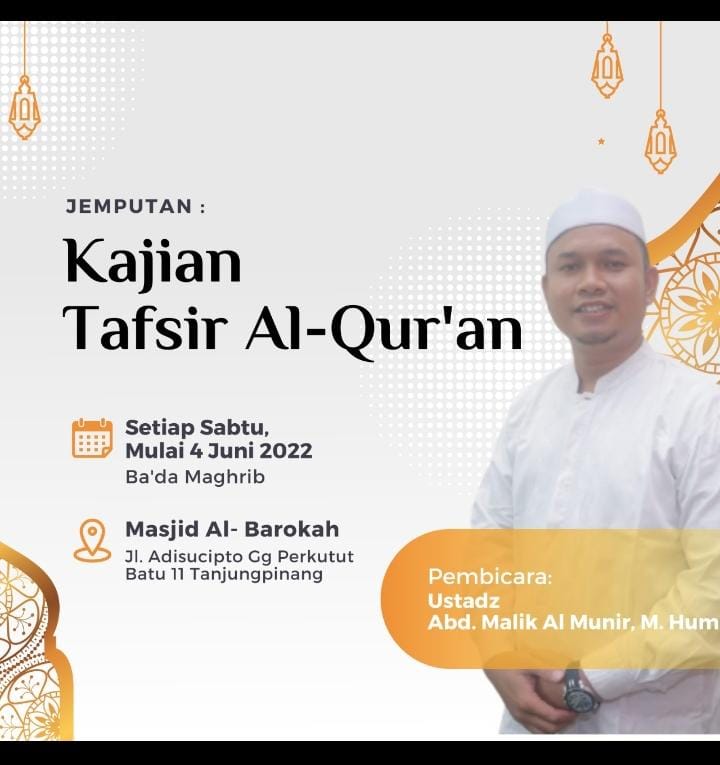 JEMPUTAN :
Kajian
Tafsir Al-Qur'an
Setiap Sabtu,
Mulai 4 Juni 2022
Ba'da Maghrib
Masjid Al- Barokah
Jl. Adisucipto Gg Perkutut
Batu 11 Tanjungpinang
Pembicara:
Ustadz
Abd. Malik Al Munir, M. Hum